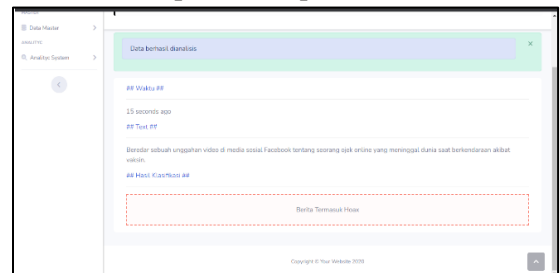 Data Master
ANALITYC
Analityc System
Data berhasil dianalisis
×
## Waktu ##
15 seconds ago
## Text ##
Beredar sebuah unggahan video di media sosial Facebook tentang seorang ojek online yang meninggal dunia saat berkendaraan akibat
vaksin.
## Hasil Klasifikasi ##
Berita Termasuk Hoax
Copyright © Your Website 2020